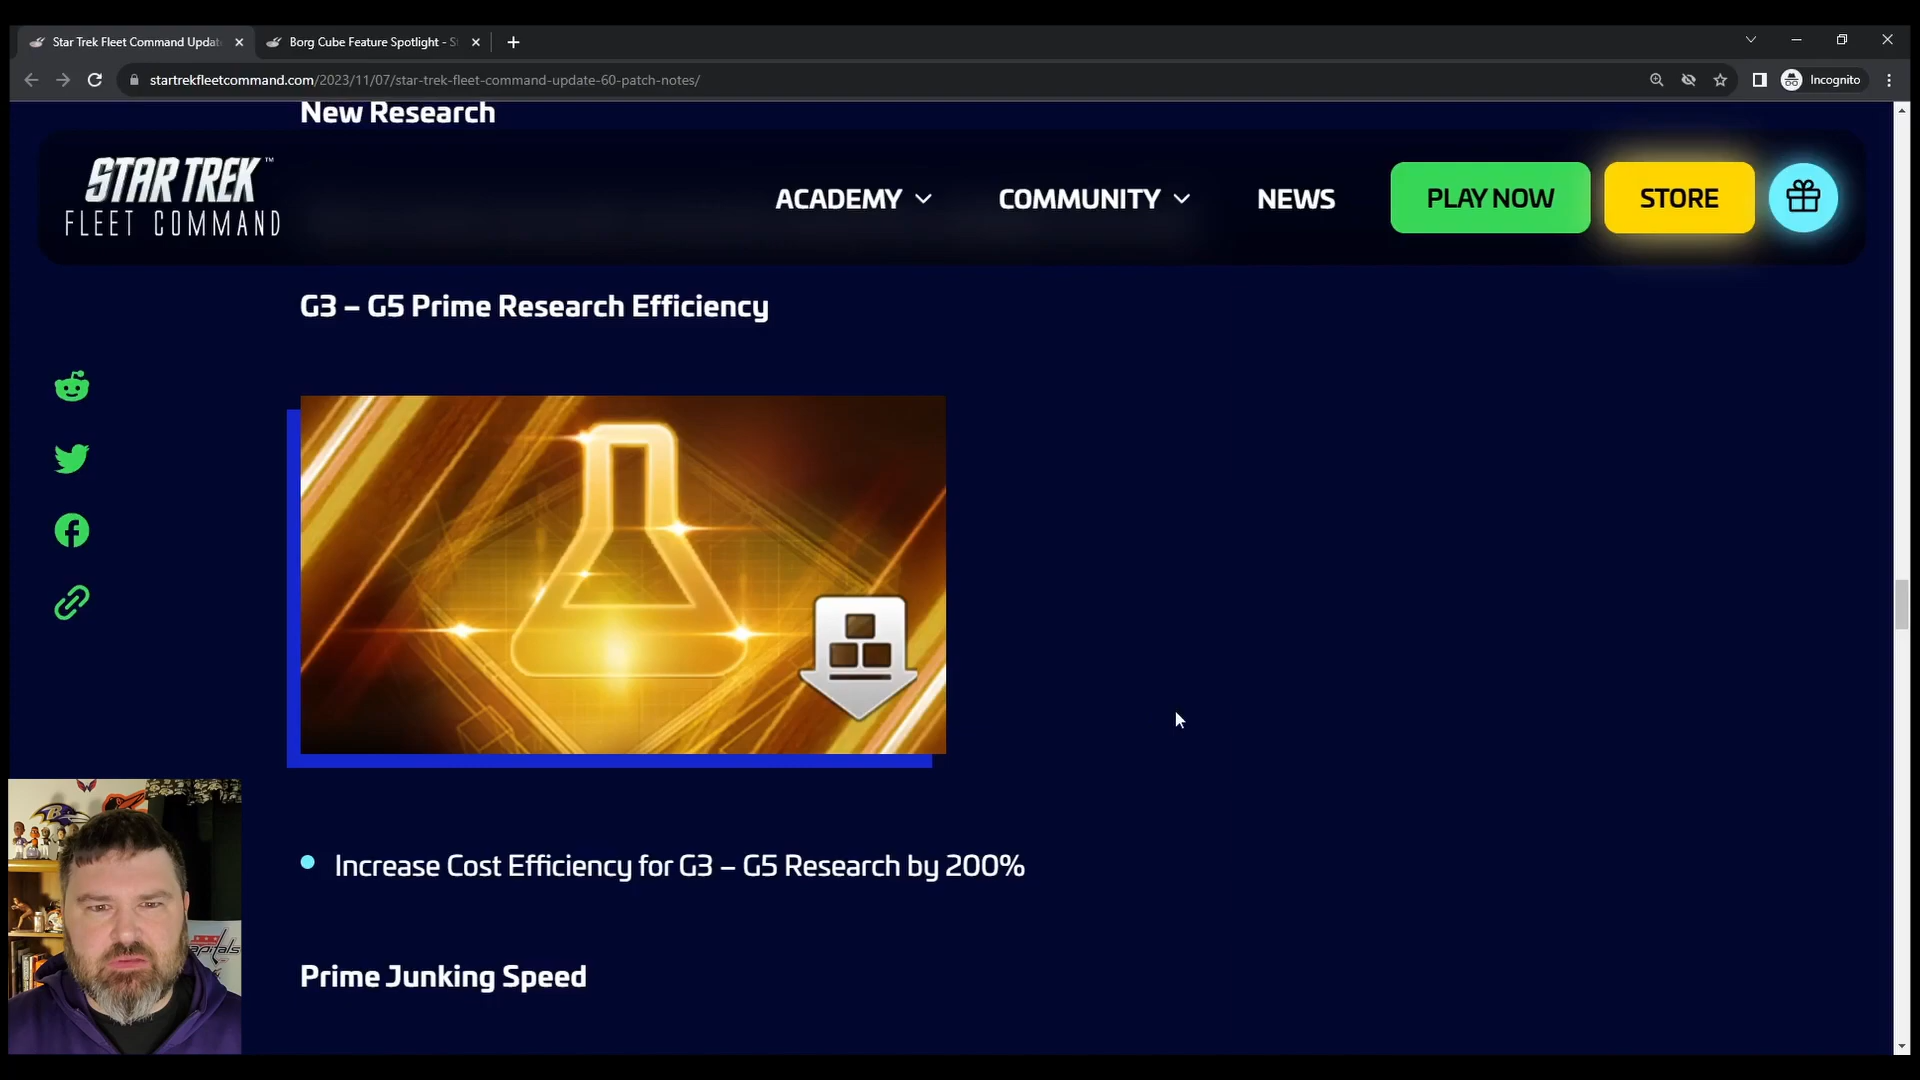 Star Trek Fleet Command Updat
Borg Cube Feature Spotlight - S
startrekfleetcommand.com/2023/11/07/star-trek-fleet-command-update-60-patch-notes/
Incognito
New Research
STAR TREK™
FLEET COMMAND
ACADEMY
COMMUNITY
NEWS
PLAY NOW
STORE
G3 – G5 Prime Research Efficiency
Increase Cost Efficiency for G3 – G5 Research by 200%
Prime Junking Speed
capitals